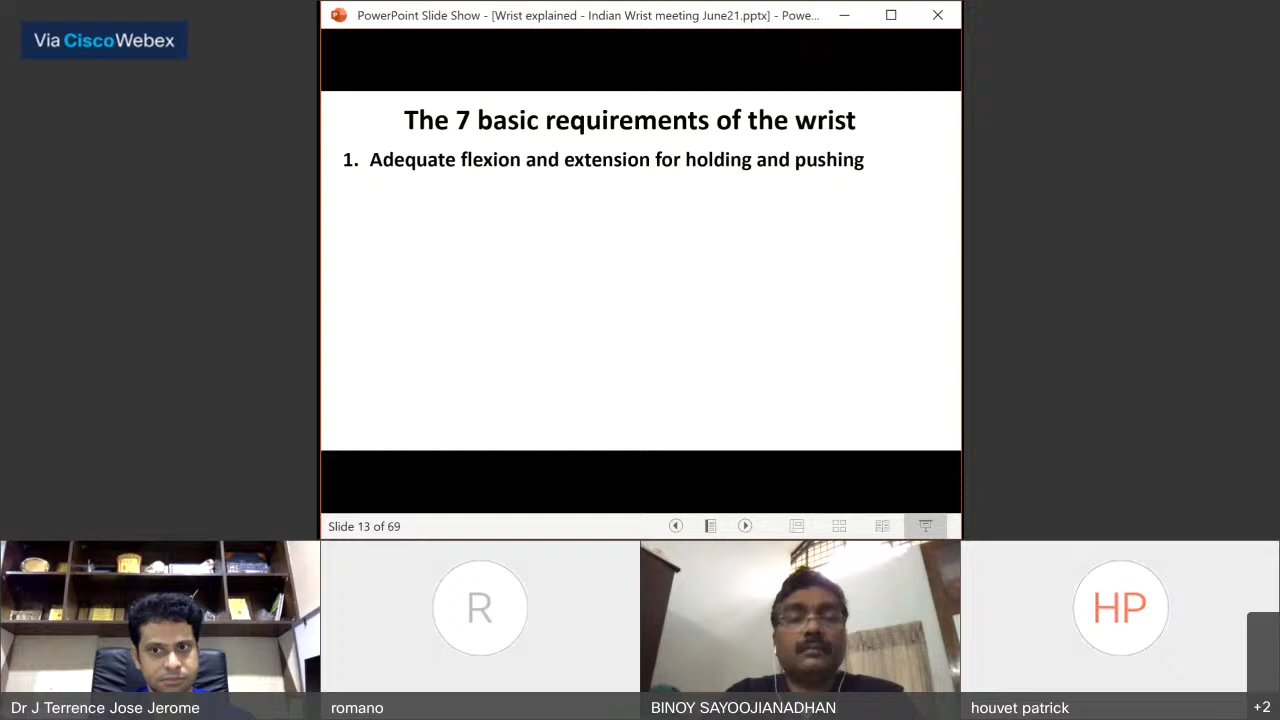 Via Cisco Webex
PowerPoint Slide Show - [Wrist explained - Indian Wrist meeting June21.pptx] - Powe...
The 7 basic requirements of the wrist
1. Adequate flexion and extension for holding and pushing
Slide 13 of 69
R
HP
Dr J Terrence Jose Jerome
romano
BINOY SAYOOJIANADHAN
houvet patrick
+2